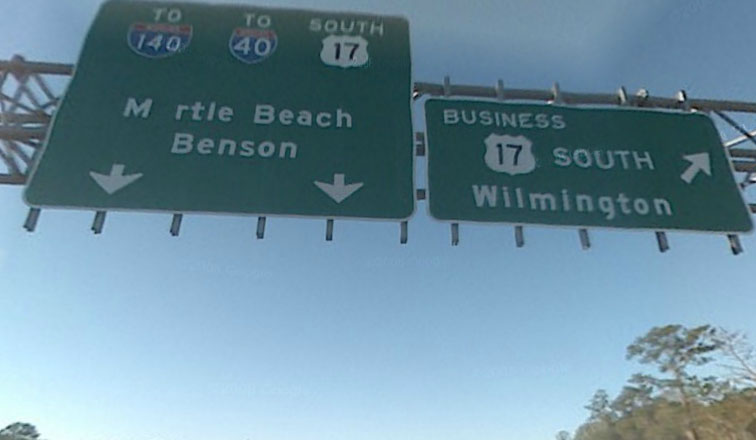 TO TO SOUTH
140 40 17
M rtle Beach
Benson
BUSINESS
17 SOUTH
Wilmington